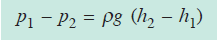 p₁ − p₂ = ρg (h₂ − h₁)